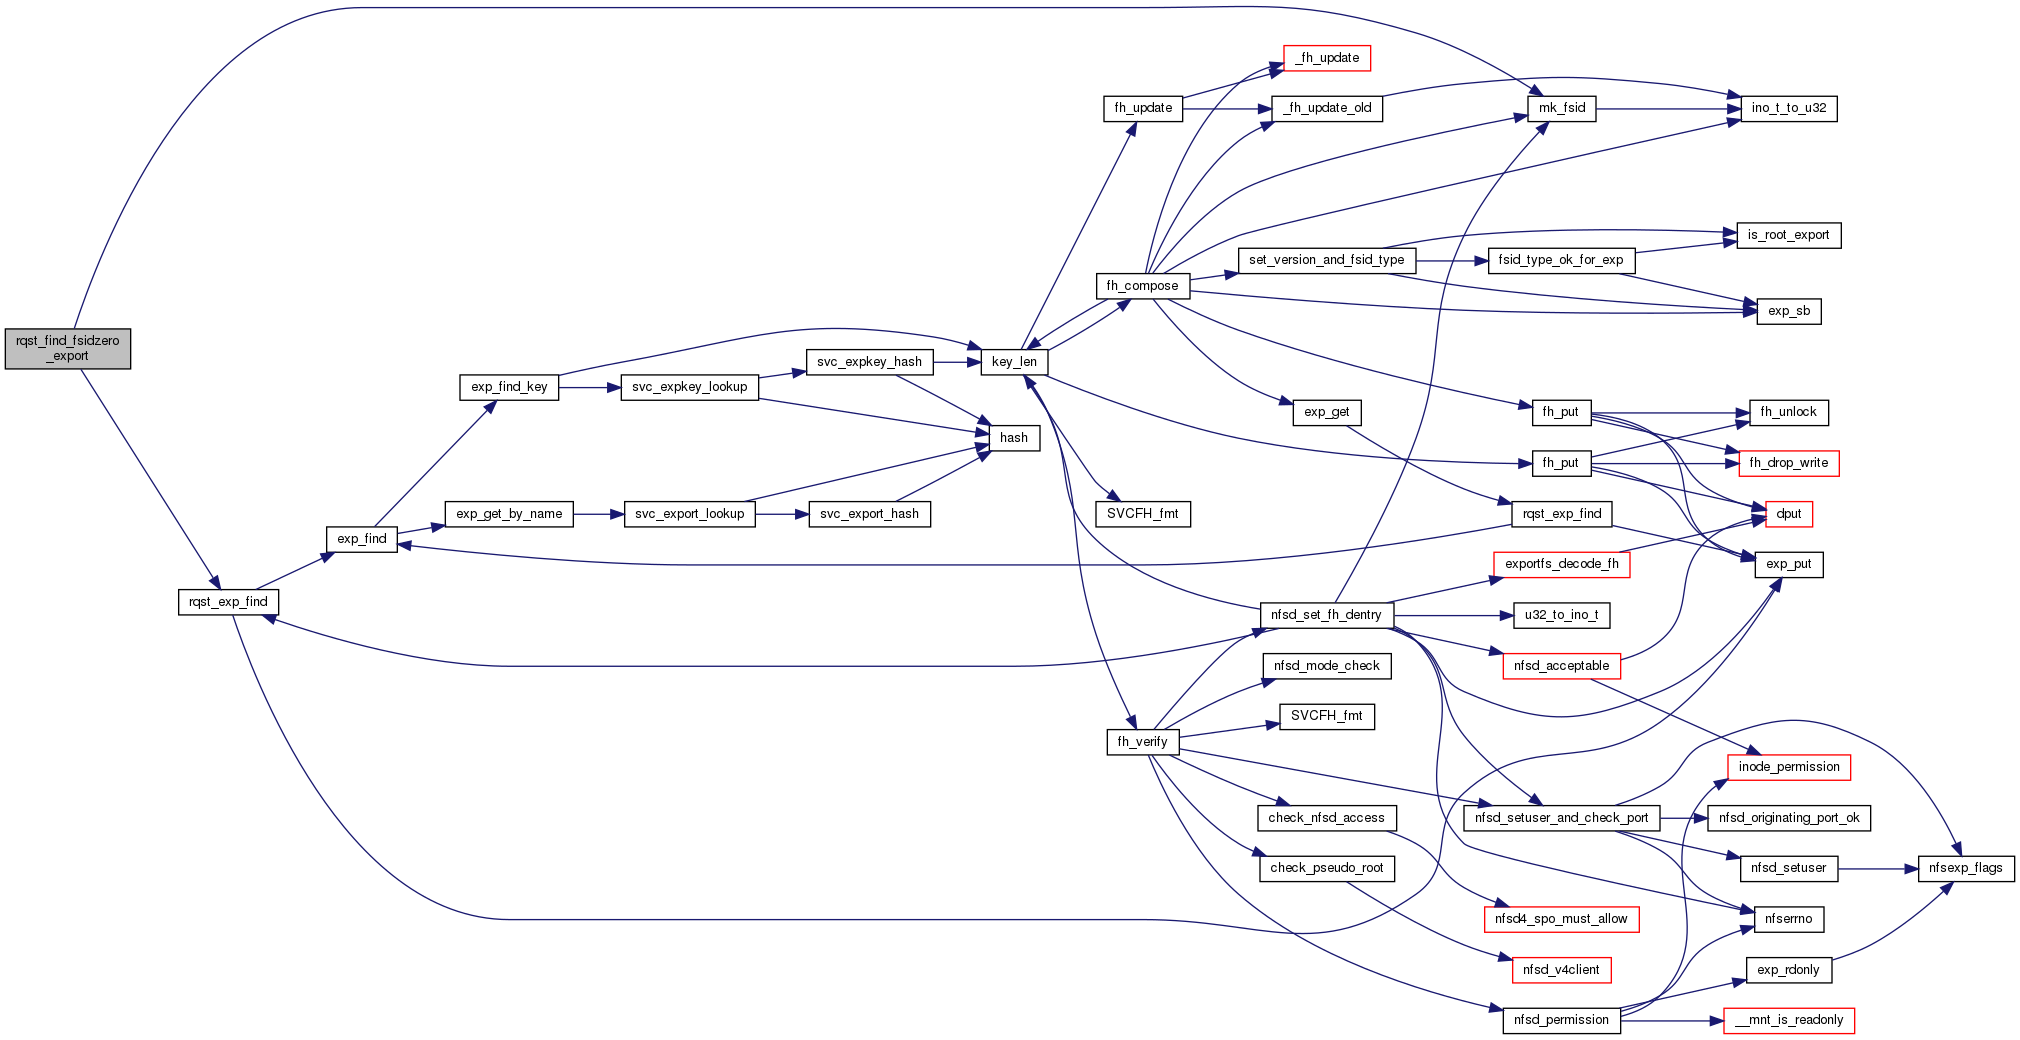 rqst_find_fsidzero
_export
rqst_exp_find
exp_find
exp_find_key
exp_get_by_name
svc_expkey_lookup
svc_export_lookup
svc_expkey_hash
svc_export_hash
key_len
hash
fh_update
fh_compose
SVCFH_fmt
fh_verify
_fh_update
_fh_update_old
set_version_and_fsid_type
exp_get
nfsd_set_fh_dentry
nfsd_mode_check
SVCFH_fmt
check_nfsd_access
check_pseudo_root
mk_fsid
fsid_type_ok_for_exp
fh_put
fh_put
rqst_exp_find
exportfs_decode_fh
u32_to_ino_t
nfsd_acceptable
nfsd_setuser_and_check_port
nfsd4_spo_must_allow
nfsd_v4client
nfsd_permission
ino_t_to_u32
is_root_export
exp_sb
fh_unlock
fh_drop_write
dput
exp_put
inode_permission
nfsd_originating_port_ok
nfsd_setuser
nfserrno
exp_rdonly
__mnt_is_readonly
nfsexp_flags